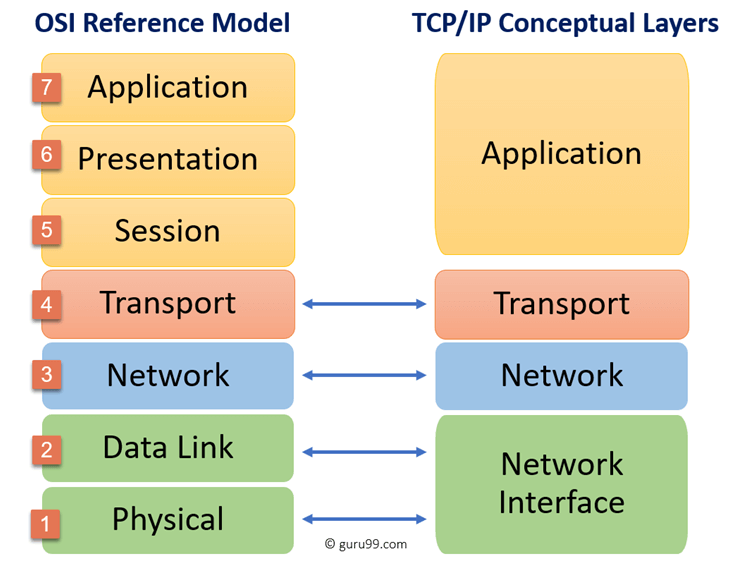 OSI Reference Model
TCP/IP Conceptual Layers
7 Application
6 Presentation
5 Session
Application
4 Transport
Transport
3 Network
Network
2 Data Link
1 Physical
Network
Interface
© guru99.com